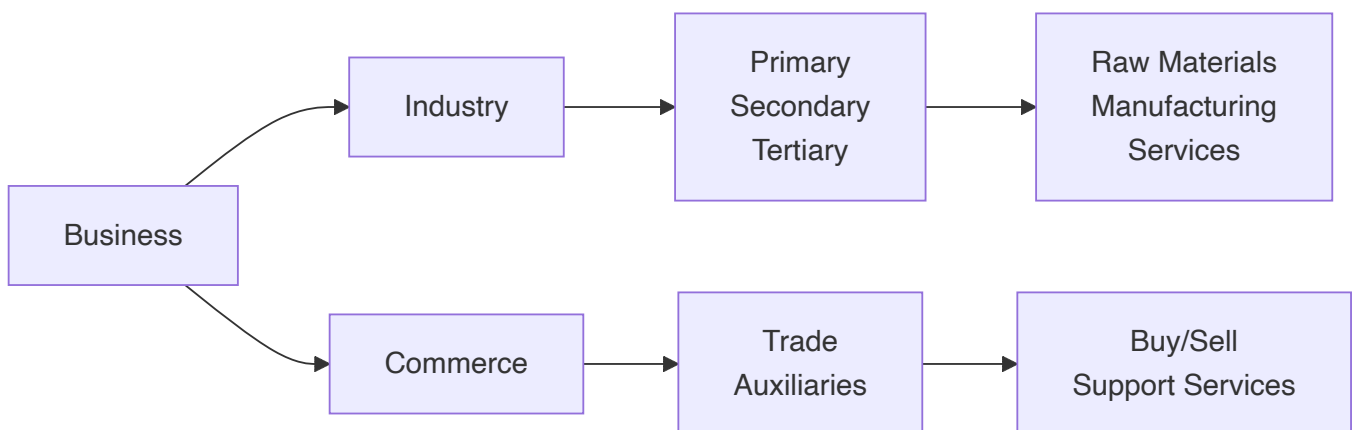 Business
Industry
Primary
Secondary
Tertiary
Raw Materials
Manufacturing
Services
Commerce
Trade
Auxiliaries
Buy/Sell
Support Services